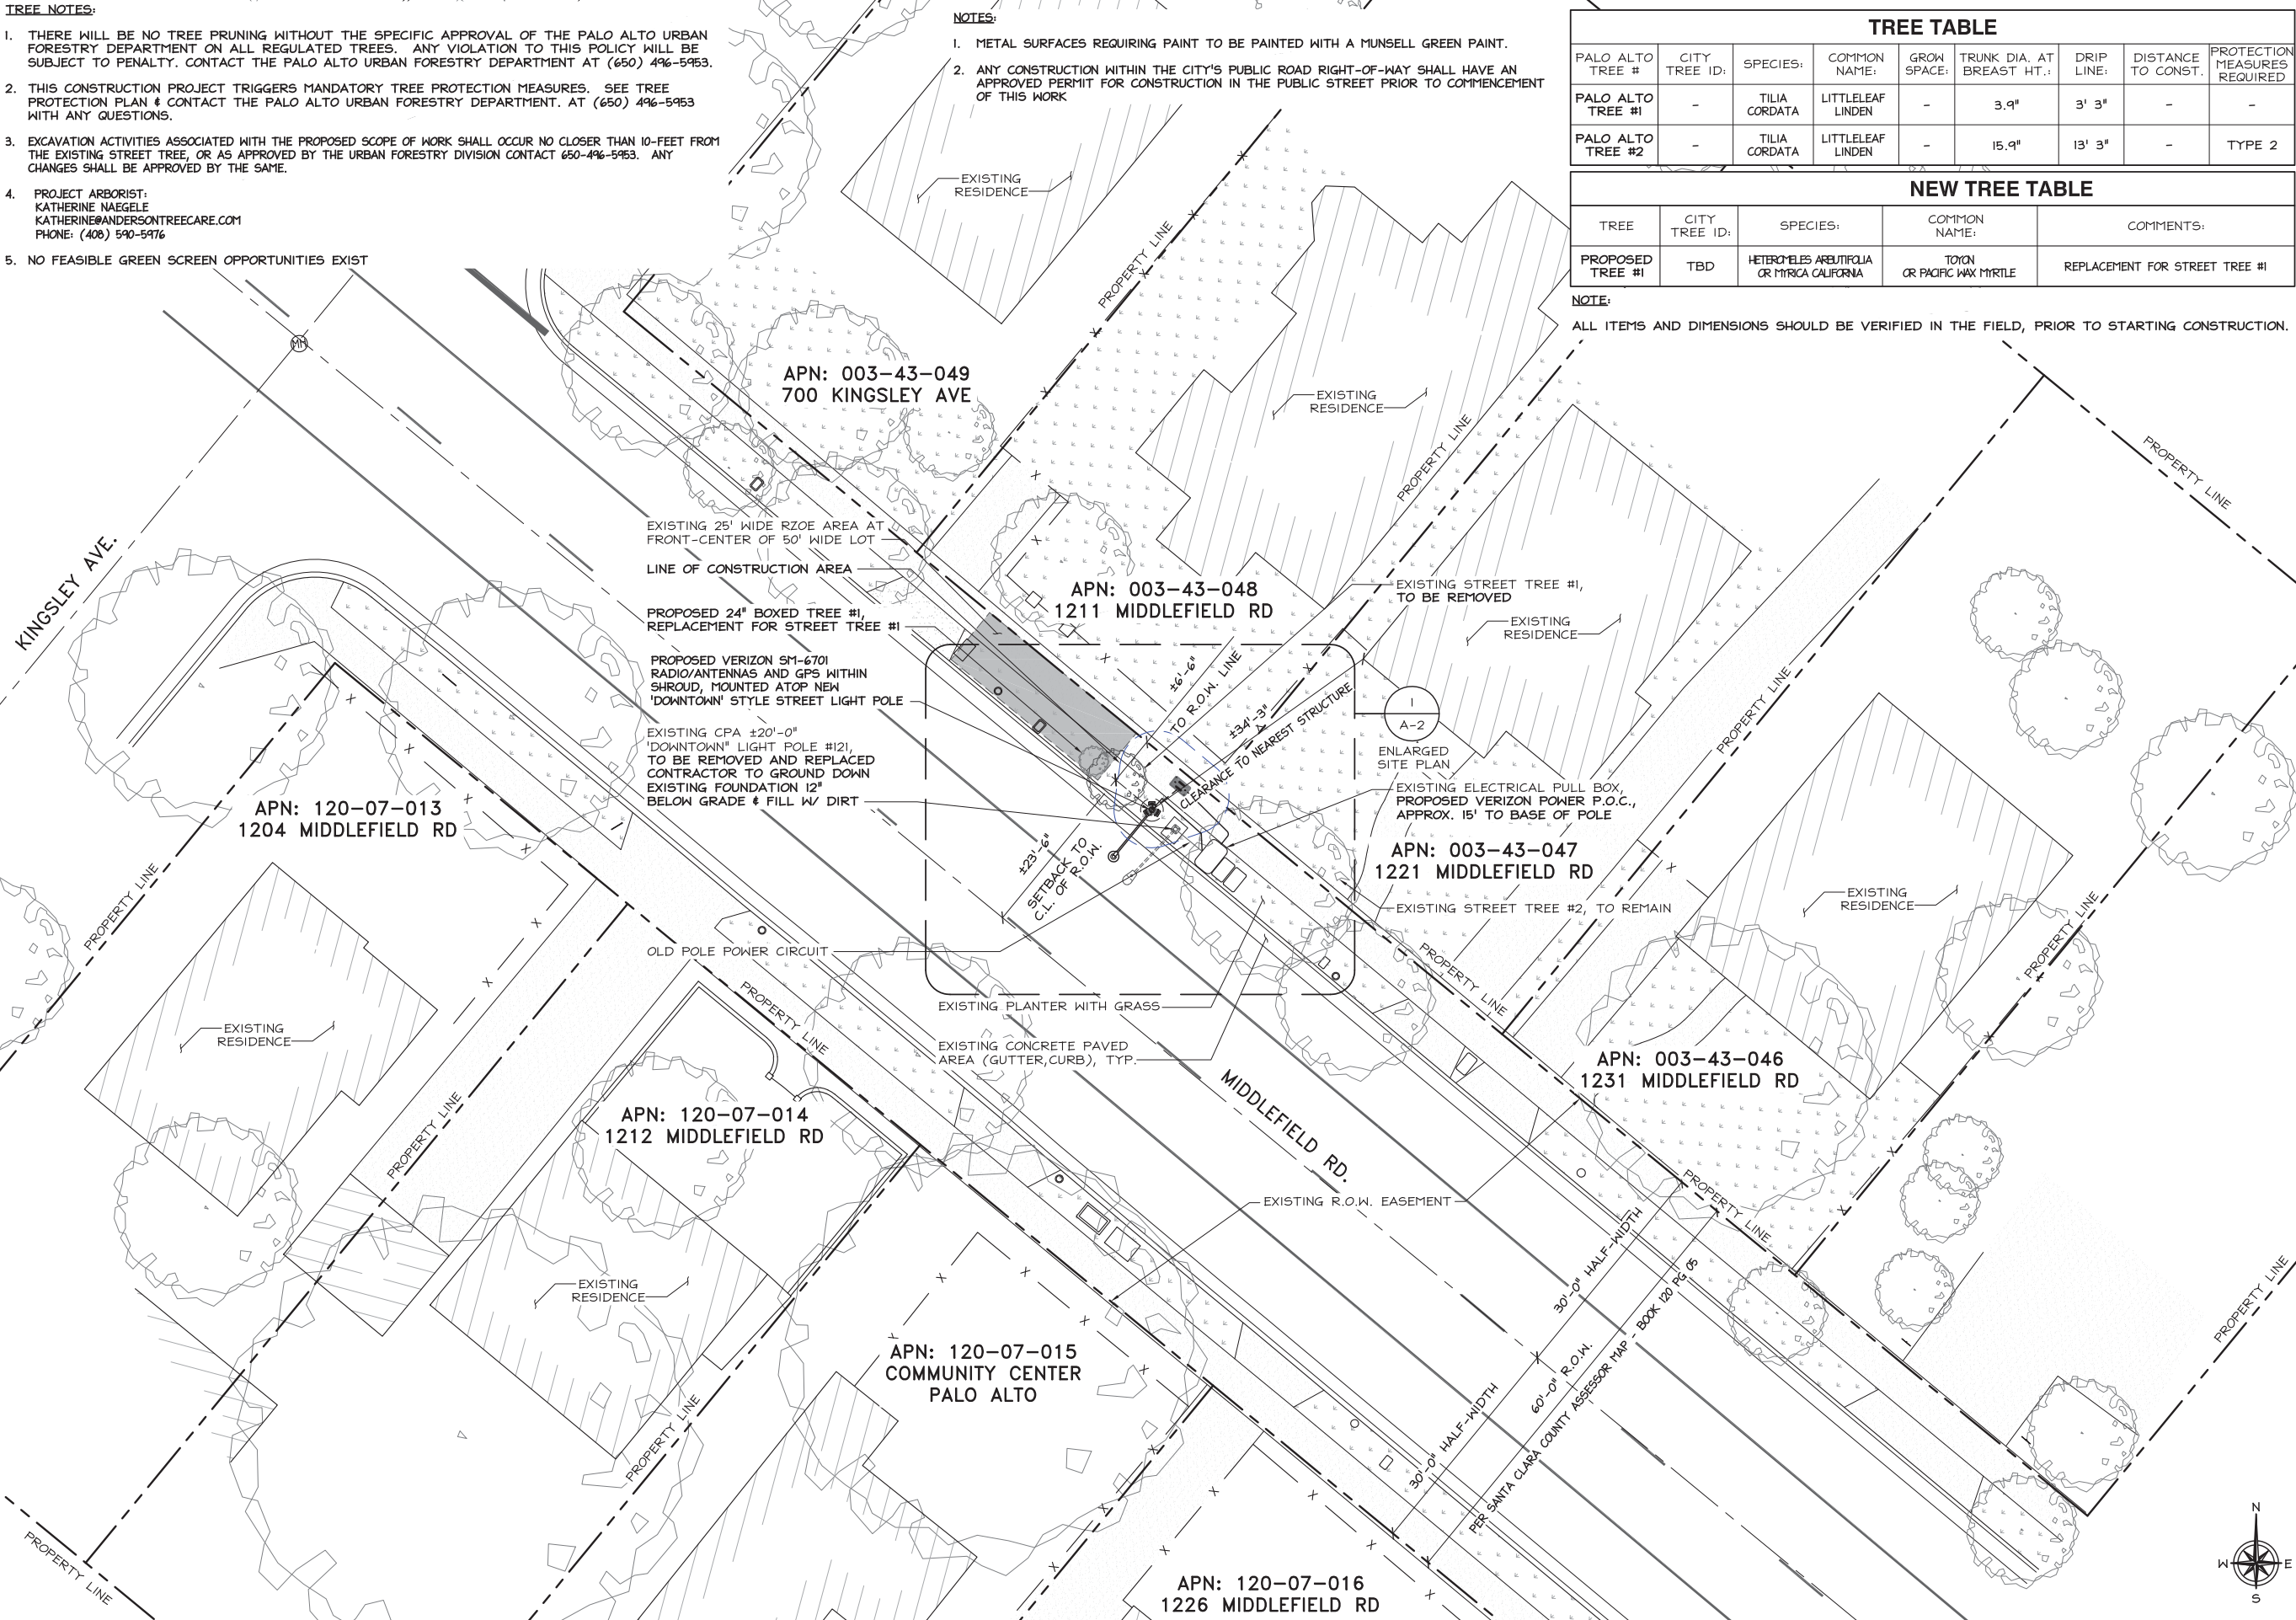 TREE NOTES:
1. THERE WILL BE NO TREE PRUNING WITHOUT THE SPECIFIC APPROVAL OF THE PALO ALTO URBAN
FORESTRY DEPARTMENT ON ALL REGULATED TREES. ANY VIOLATION TO THIS POLICY WILL BE
SUBJECT TO PENALTY. CONTACT THE PALO ALTO URBAN FORESTRY DEPARTMENT AT (650) 496-5953.
2. THIS CONSTRUCTION PROJECT TRIGGERS MANDATORY TREE PROTECTION MEASURES. SEE TREE
PROTECTION PLAN & CONTACT THE PALO ALTO URBAN FORESTRY DEPARTMENT. AT (650) 496-5953
WITH ANY QUESTIONS.
3. EXCAVATION ACTIVITIES ASSOCIATED WITH THE PROPOSED SCOPE OF WORK SHALL OCCUR NO CLOSER THAN 10-FEET FROM
THE EXISTING STREET TREE, OR AS APPROVED BY THE URBAN FORESTRY DIVISION CONTACT 650-496-5953. ANY
CHANGES SHALL BE APPROVED BY THE SAME.
4. PROJECT ARBORIST:
KATHERINE NAEGELE
KATHERINE@ANDERSONTREECARE.COM
PHONE: (408) 590-5976
5. NO FEASIBLE GREEN SCREEN OPPORTUNITIES EXIST
NOTES:
1. METAL SURFACES REQUIRING PAINT TO BE PAINTED WITH A MUNSELL GREEN PAINT.
2. ANY CONSTRUCTION WITHIN THE CITY'S PUBLIC ROAD RIGHT-OF-WAY SHALL HAVE AN
APPROVED PERMIT FOR CONSTRUCTION IN THE PUBLIC STREET PRIOR TO COMMENCEMENT
OF THIS WORK
TREE TABLE
PALO ALTO TREE # CITY TREE ID: SPECIES: COMMON NAME: GROW SPACE: TRUNK DIA. AT BREAST HT.: DRIP LINE: DISTANCE TO CONST. PROTECTION MEASURES REQUIRED
PALO ALTO TREE #1 - TILIA CORDATA LITTLELEAF LINDEN - 3.9" 3' 3" - -
PALO ALTO TREE #2 - TILIA CORDATA LITTLELEAF LINDEN - 15.9" 13' 3" - TYPE 2
NEW TREE TABLE
TREE CITY TREE ID: SPECIES: COMMON NAME: COMMENTS:
PROPOSED TREE #1 TBD HETEROMELES ARBUTIFOLIA OR MYRICA CALIFORNIA TOYON OR PACIFIC WAX MYRTLE REPLACEMENT FOR STREET TREE #1
NOTE:
ALL ITEMS AND DIMENSIONS SHOULD BE VERIFIED IN THE FIELD, PRIOR TO STARTING CONSTRUCTION.
EXISTING
RESIDENCE
PROPERTY LINE
MH
APN: 003-43-049
700 KINGSLEY AVE
EXISTING
RESIDENCE
PROPERTY LINE
PROPERTY LINE
KINGSLEY AVE.
EXISTING 25' WIDE RZOE AREA AT
FRONT-CENTER OF 50' WIDE LOT
LINE OF CONSTRUCTION AREA
PROPOSED 24" BOXED TREE #1,
REPLACEMENT FOR STREET TREE #1
PROPOSED VERIZON SM-6701
RADIO/ANTENNAS AND GPS WITHIN
SHROUD, MOUNTED ATOP NEW
'DOWNTOWN' STYLE STREET LIGHT POLE
EXISTING CPA ±20'-0"
'DOWNTOWN" LIGHT POLE #121,
TO BE REMOVED AND REPLACED
CONTRACTOR TO GROUND DOWN
EXISTING FOUNDATION 12"
BELOW GRADE & FILL W/ DIRT
APN: 003-43-048
1211 MIDDLEFIELD RD
EXISTING STREET TREE #1,
TO BE REMOVED
EXISTING
RESIDENCE
±6'-6"
TO R.O.W. LINE
±34'-3"
CLEARANCE TO NEAREST STRUCTURE
1
A-2
ENLARGED
SITE PLAN
PROPERTY LINE
EXISTING ELECTRICAL PULL BOX,
PROPOSED VERIZON POWER P.O.C.,
APPROX. 15' TO BASE OF POLE
APN: 003-43-047
1221 MIDDLEFIELD RD
EXISTING STREET TREE #2, TO REMAIN
±23'-6"
SETBACK TO
C.L. OF R.O.W.
APN: 120-07-013
1204 MIDDLEFIELD RD
PROPERTY LINE
OLD POLE POWER CIRCUIT
EXISTING
RESIDENCE
PROPERTY LINE
PROPERTY LINE
EXISTING
RESIDENCE
PROPERTY LINE
EXISTING PLANTER WITH GRASS
EXISTING CONCRETE PAVED
AREA (GUTTER,CURB), TYP.
MIDDLEFIELD RD.
APN: 003-43-046
1231 MIDDLEFIELD RD
APN: 120-07-014
1212 MIDDLEFIELD RD
PROPERTY LINE
EXISTING R.O.W. EASEMENT
PROPERTY LINE
30'-0" HALF-WIDTH
EXISTING
RESIDENCE
PROPERTY LINE
60'-0" R.O.W.
PER SANTA CLARA COUNTY ASSESSOR MAP - BOOK 120 PG 05
30'-0" HALF-WIDTH
APN: 120-07-015
COMMUNITY CENTER
PALO ALTO
PROPERTY LINE
PROPERTY LINE
APN: 120-07-016
1226 MIDDLEFIELD RD
N
W E
S